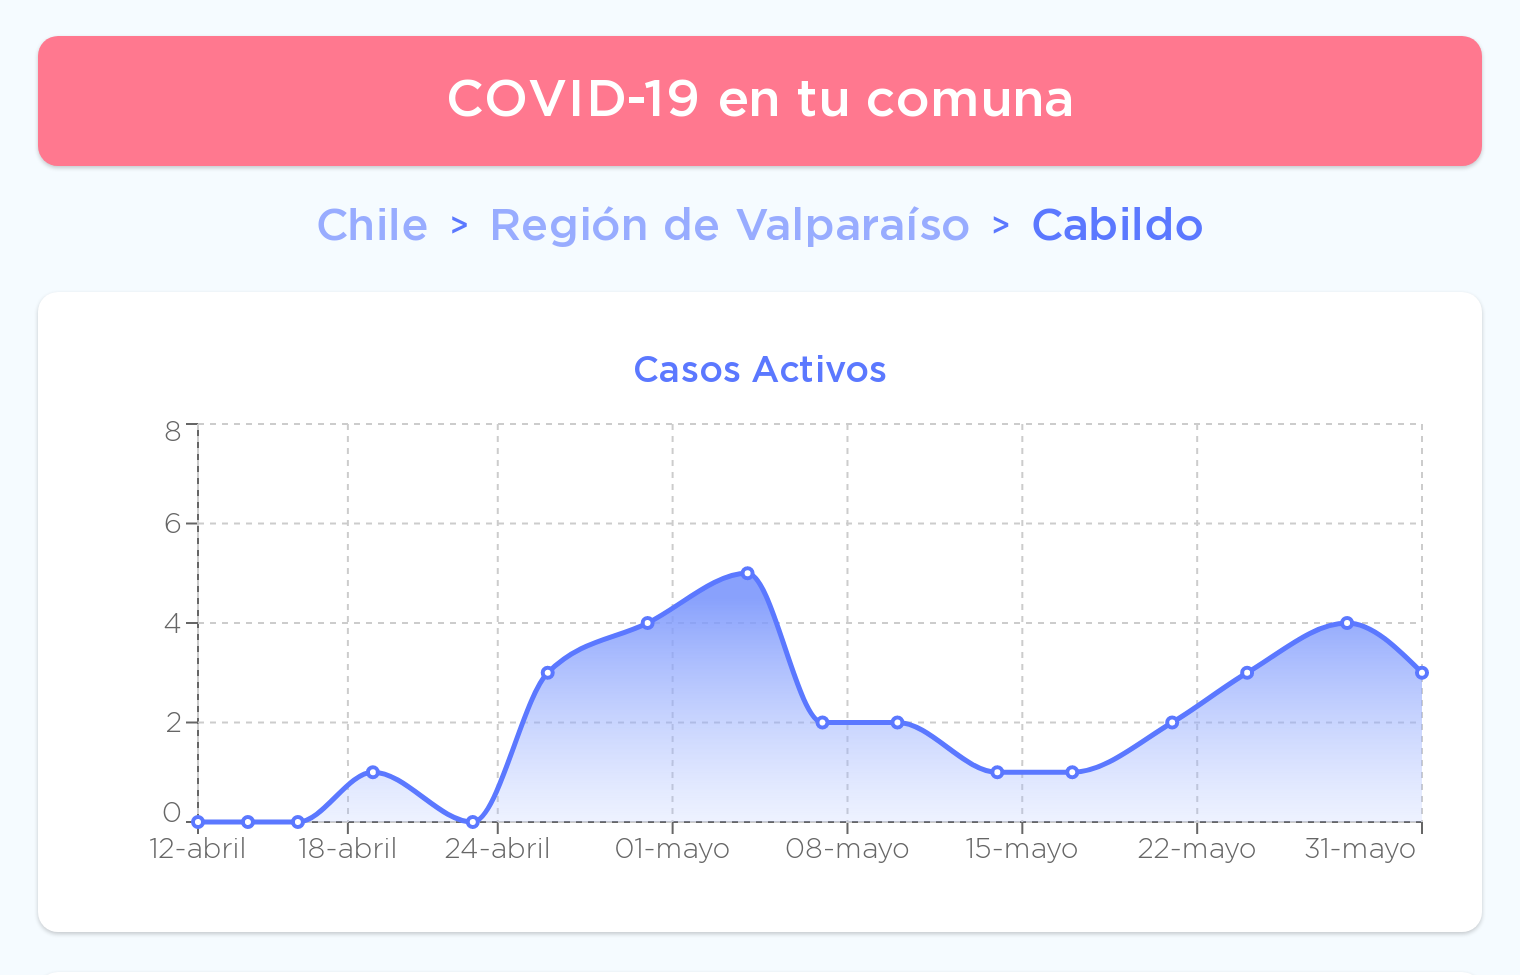 COVID-19 en tu comuna
Chile > Región de Valparaíso > Cabildo
Casos Activos
8
6
4
2
0
12-abril 18-abril 24-abril 01-mayo 08-mayo 15-mayo 22-mayo 31-mayo